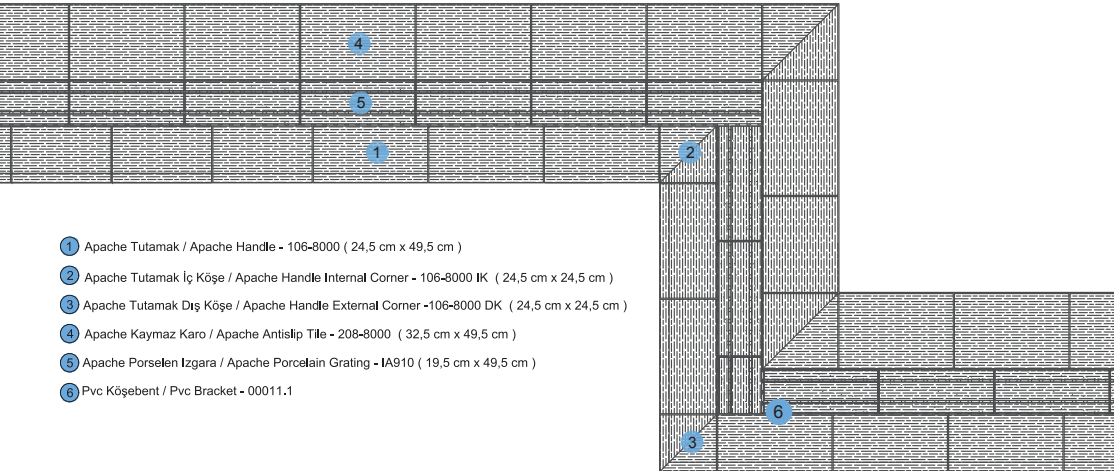 4
5
1
2
1 Apache Tutamak / Apache Handle - 106-8000 ( 24,5 cm x 49,5 cm )
2 Apache Tutamak İç Köşe / Apache Handle Internal Corner - 106-8000 IK ( 24,5 cm x 24,5 cm )
3 Apache Tutamak Dış Köşe / Apache Handle External Corner -106-8000 DK ( 24,5 cm x 24,5 cm )
4 Apache Kaymaz Karo / Apache Antislip Tile - 208-8000 ( 32,5 cm x 49,5 cm )
5 Apache Porselen Izgara / Apache Porcelain Grating - IA910 ( 19,5 cm x 49,5 cm )
6 Pvc Köşebent / Pvc Bracket - 00011.1
6
3